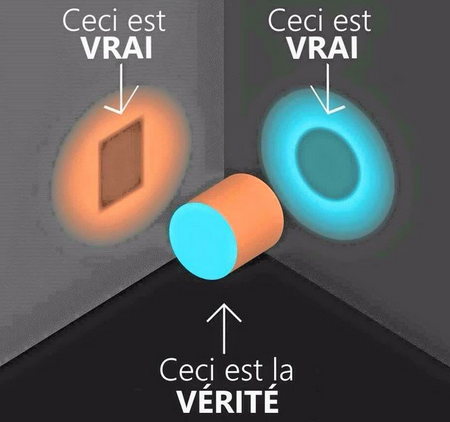 Ceci est
VRAI
Ceci est
VRAI
Ceci est la
VÉRITÉ